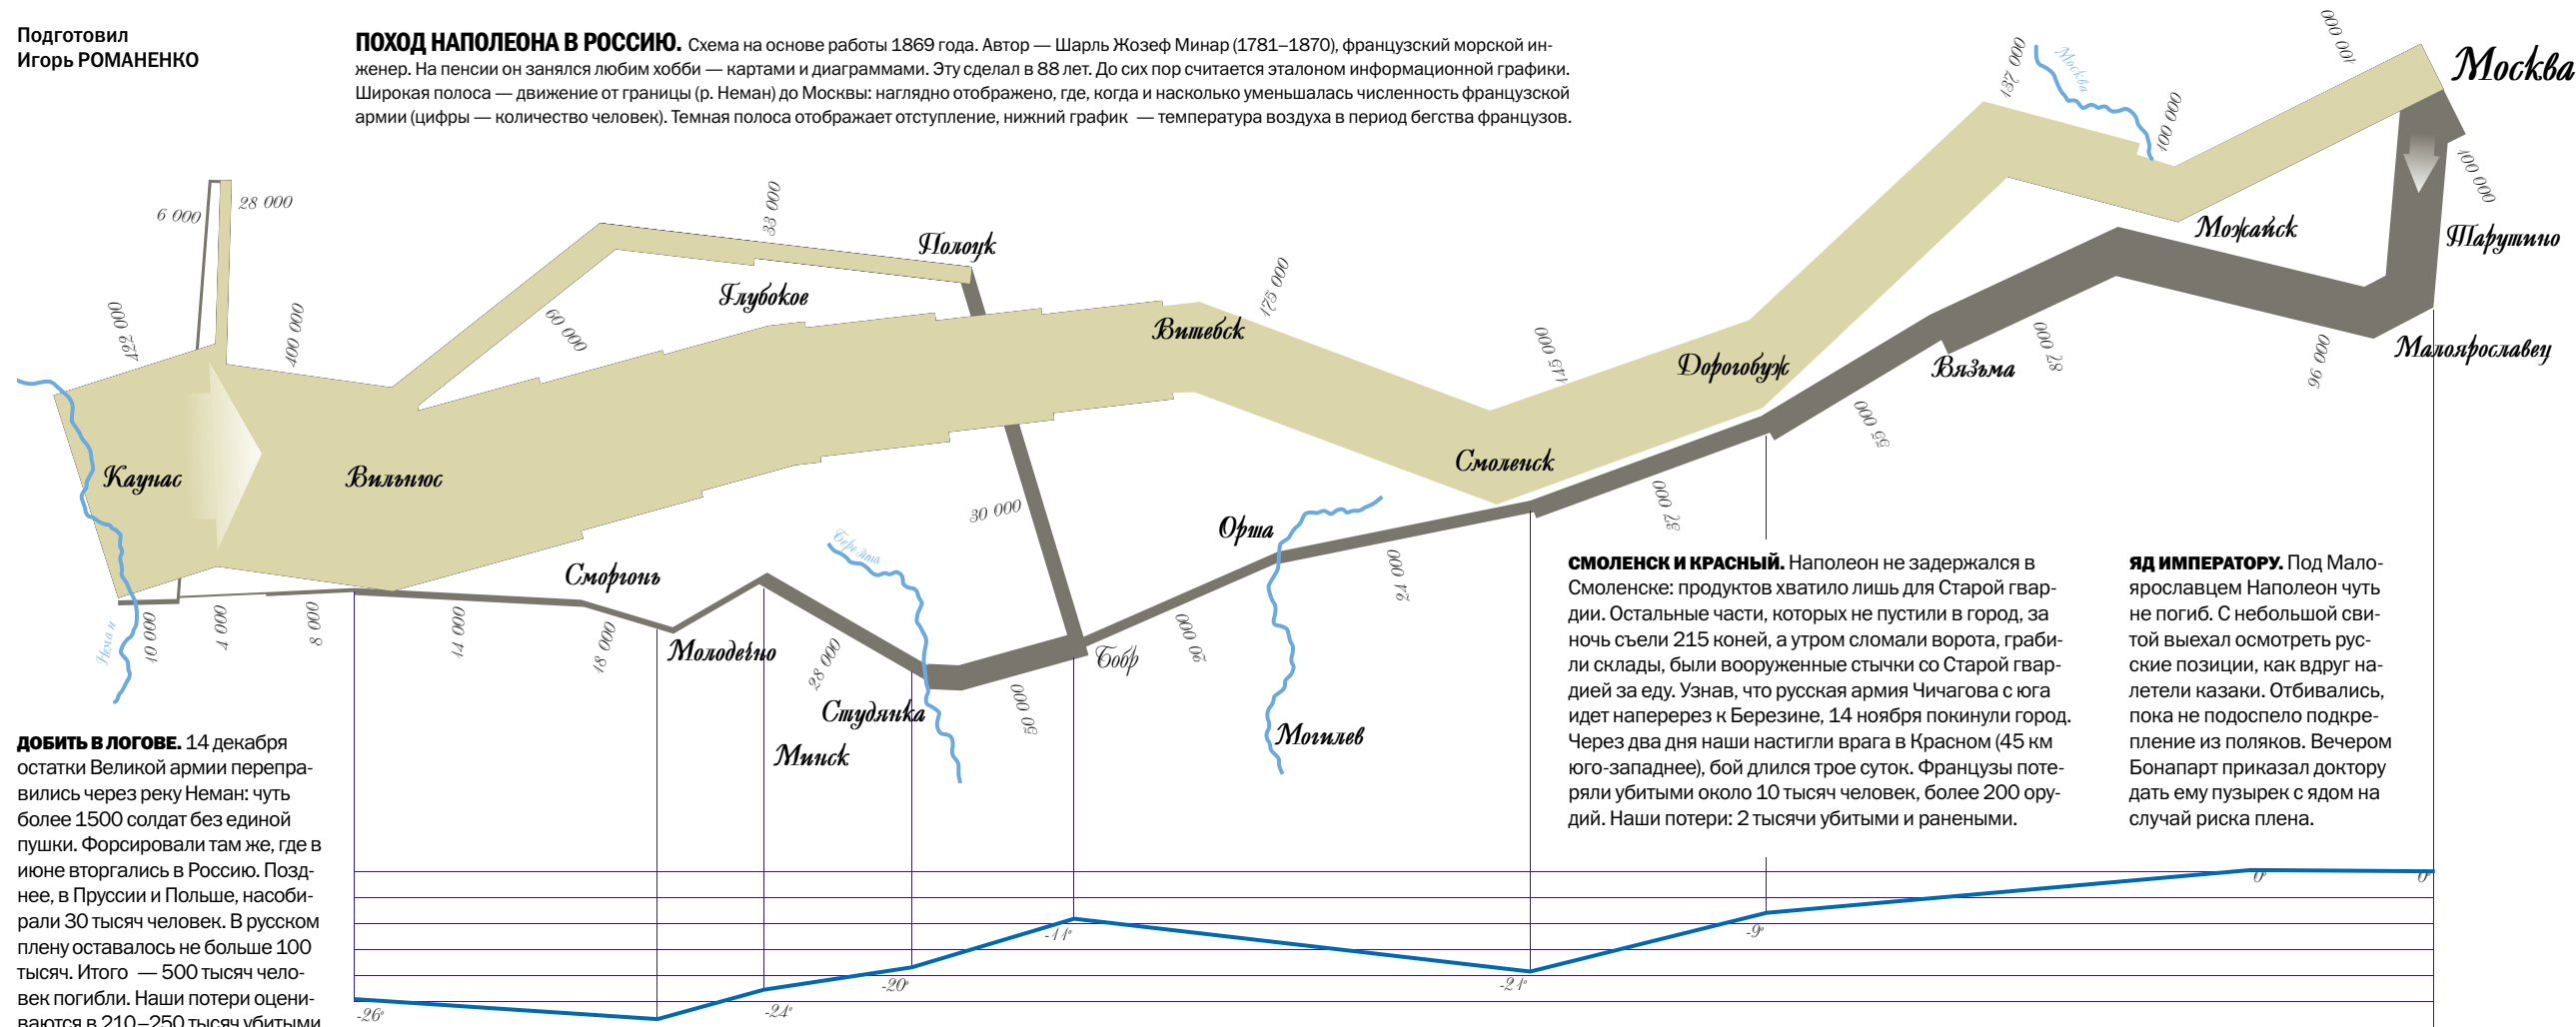 Подготовил
Игорь РОМАНЕНКО
ПОХОД НАПОЛЕОНА В РОССИЮ. Схема на основе работы 1869 года. Автор — Шарль Жозеф Минар (1781–1870), французский морской ин-
женер. На пенсии он занялся любим хобби — картами и диаграммами. Эту сделал в 88 лет. До сих пор считается эталоном информационной графики.
Широкая полоса — движение от границы (р. Неман) до Москвы: наглядно отображено, где, когда и насколько уменьшалась численность французской
армии (цифры — количество человек). Темная полоса отображает отступление, нижний график — температура воздуха в период бегства французов.
100 000
Москва
137 000
Москва
100 000
100 000
6 000
28 000
33 000
Полоцк
Можайск
Тарутино
Глубокое
175 000
422 000
400 000
60 000
Витебск
145 000
Дорогобуж
Вязьма
87 000
96 000
Малоярославец
55 000
Каунас
Вильнюс
Смоленск
37 000
30 000
Орша
Березина
24 000
Сморгонь
Неман
10 000
4 000
8 000
14 000
18 000
Молодечно
28 000
Студянка
50 000
Бобр
20 000
Минск
Могилев
СМОЛЕНСК И КРАСНЫЙ. Наполеон не задержался в
Смоленске: продуктов хватило лишь для Старой гвар-
дии. Остальные части, которых не пустили в город, за
ночь съели 215 коней, а утром сломали ворота, граби-
ли склады, были вооруженные стычки со Старой гвар-
дией за еду. Узнав, что русская армия Чичагова с юга
идет наперерез к Березине, 14 ноября покинули город.
Через два дня наши настигли врага в Красном (45 км
юго-западнее), бой длился трое суток. Французы поте-
ряли убитыми около 10 тысяч человек, более 200 ору-
дий. Наши потери: 2 тысячи убитыми и ранеными.
ЯД ИМПЕРАТОРУ. Под Мало-
ярославцем Наполеон чуть
не погиб. С небольшой сви-
той выехал осмотреть рус-
ские позиции, как вдруг на-
летели казаки. Отбивались,
пока не подоспело подкре-
пление из поляков. Вечером
Бонапарт приказал доктору
дать ему пузырек с ядом на
случай риска плена.
ДОБИТЬ В ЛОГОВЕ. 14 декабря
остатки Великой армии перепра-
вились через реку Неман: чуть
более 1500 солдат без единой
пушки. Форсировали там же, где в
июне вторгались в Россию. Позд-
нее, в Пруссии и Польше, насоби-
рали 30 тысяч человек. В русском
плену оставалось не больше 100
тысяч. Итого — 500 тысяч чело-
век погибли. Наши потери оцени-
ваются в 210–250 тысяч убитыми
-26°
-24°
-20°
-11°
-21°
-9°
0°
0°